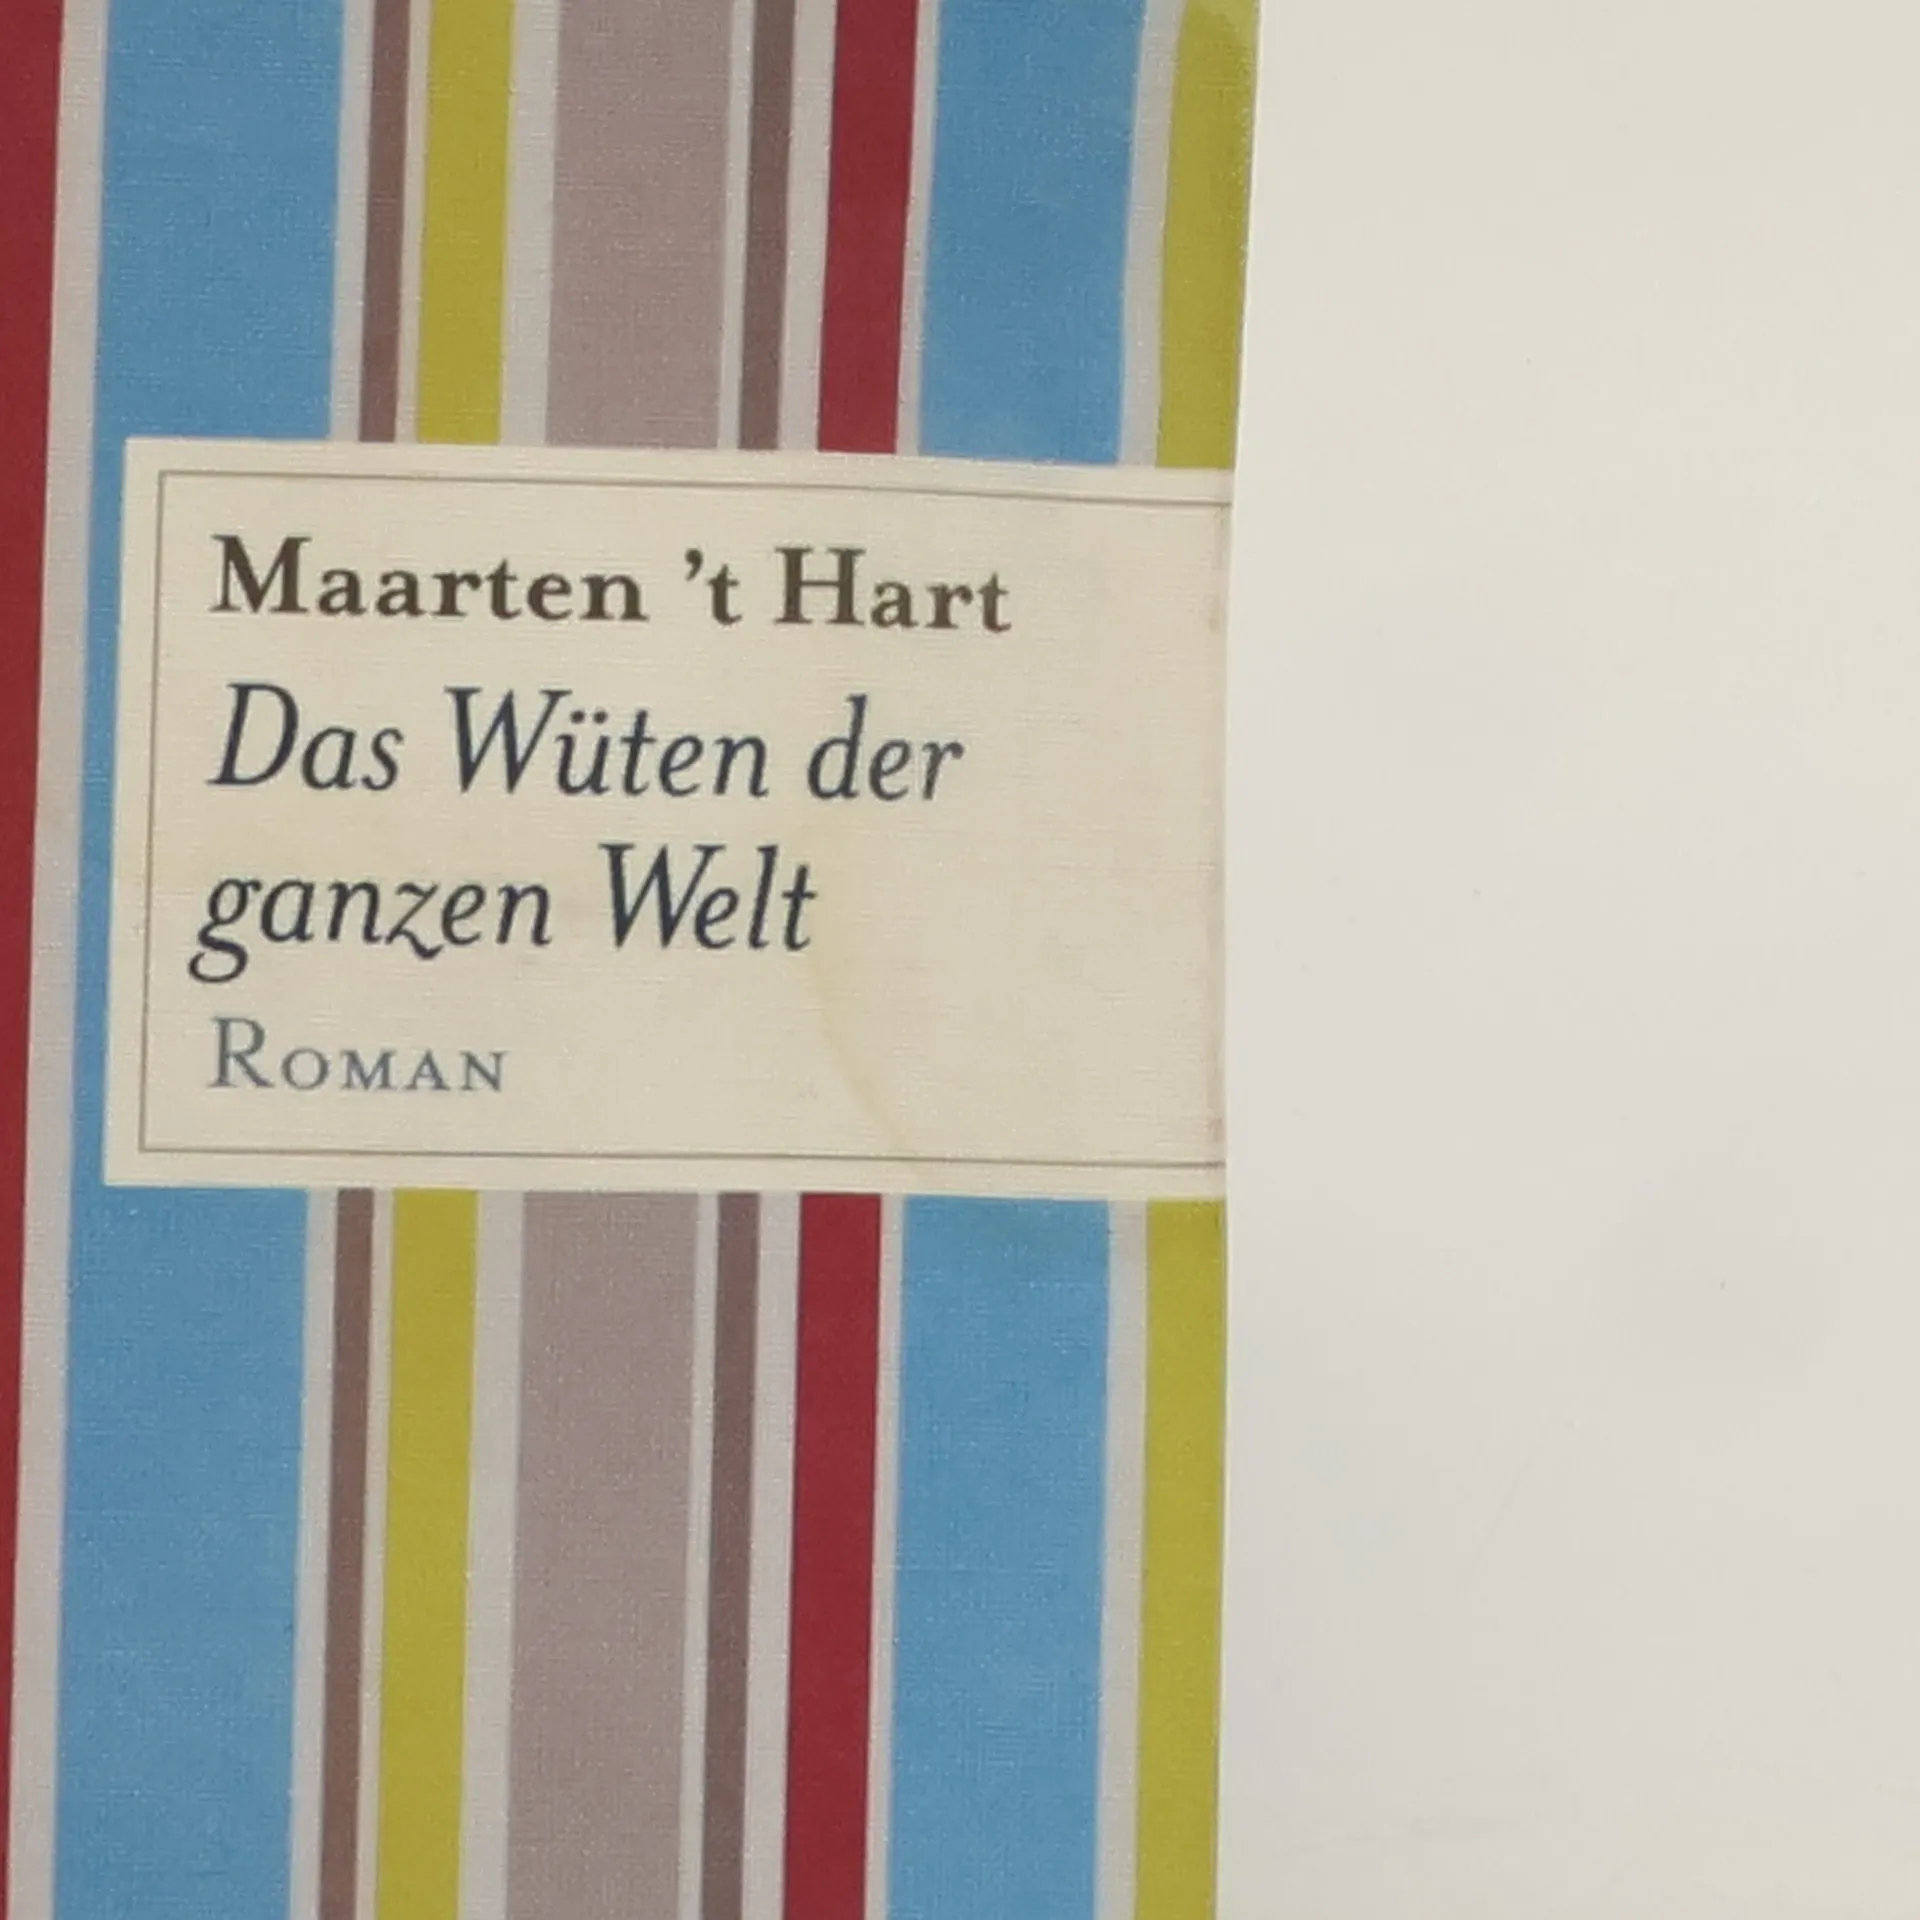 Maarten ’t Hart
Das Wüten der
ganzen Welt
ROMAN